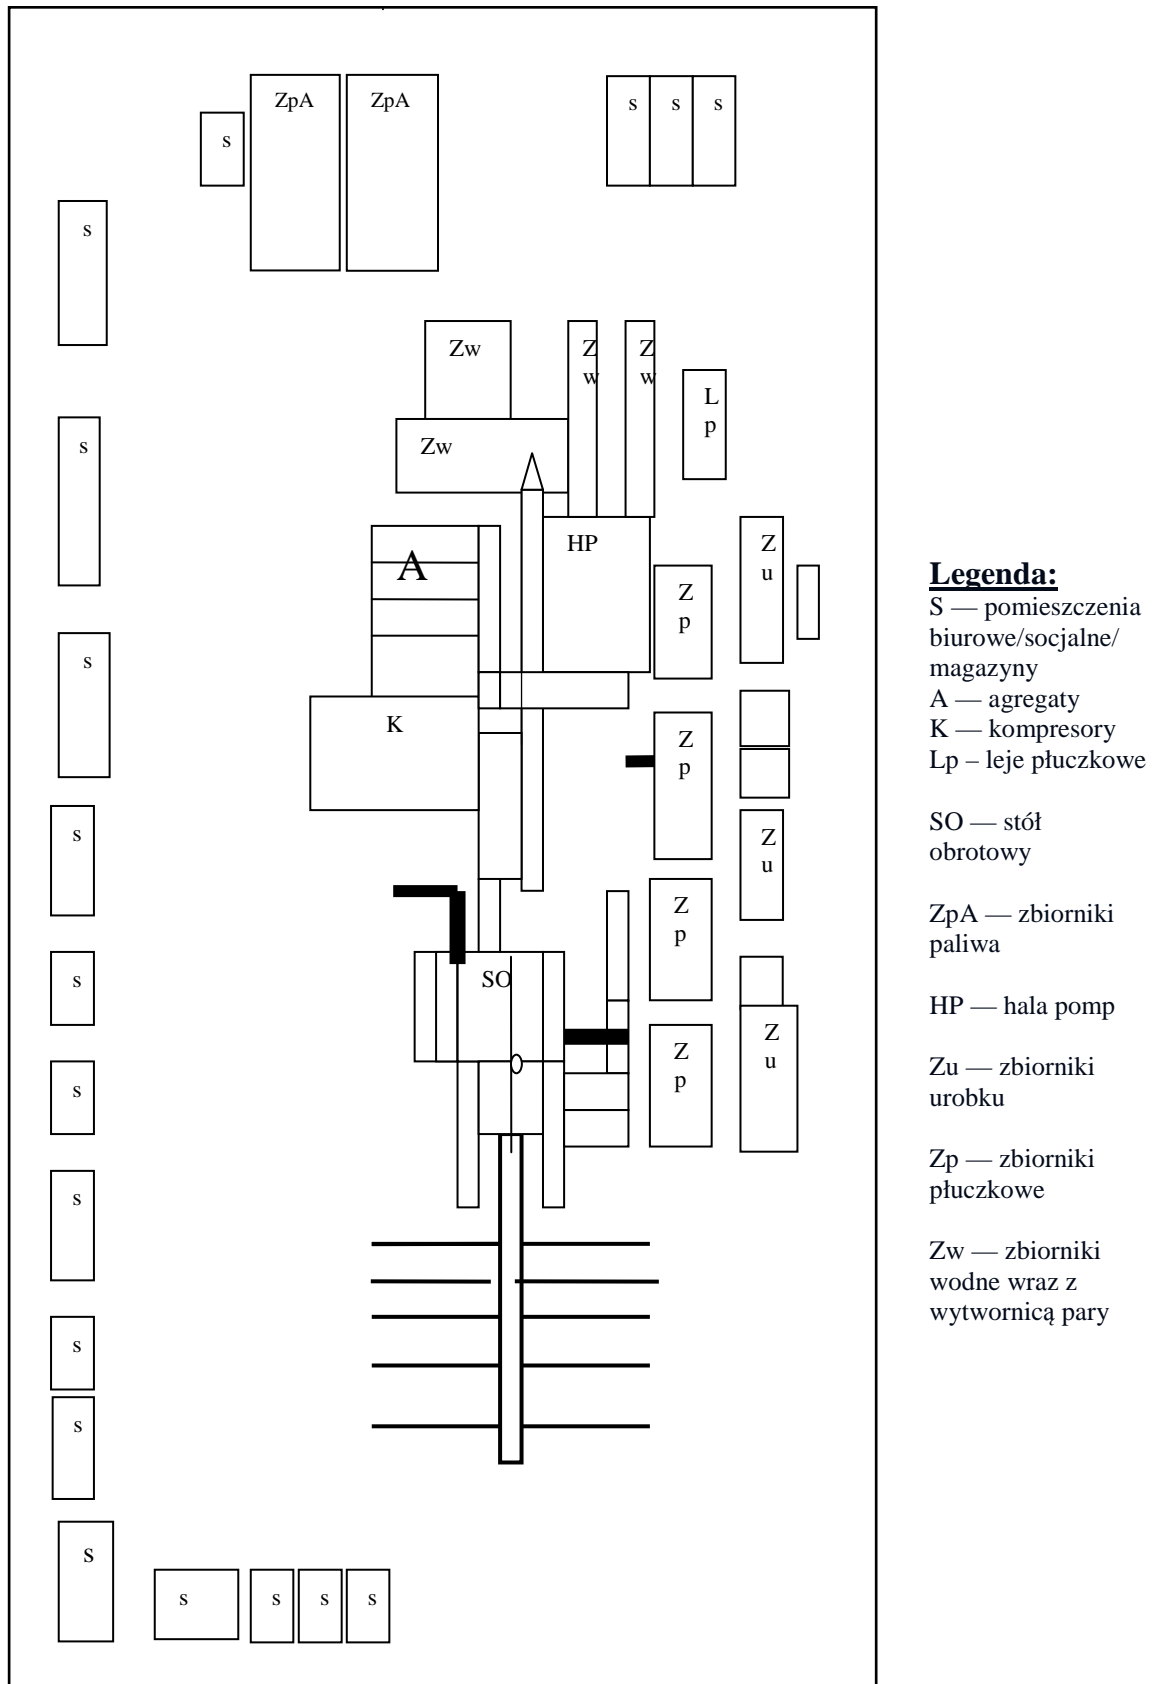 ZpA
ZpA
s
s
s
s
s
Zw
Z
w
Z
w
L
p
Zw
s
A
HP
Z
u
Z
p
s
K
Z
p
s
Z
u
Z
p
s
SO
Z
p
Z
u
s
s
s
s
s
s
s
s
s
Legenda:
S — pomieszczenia
biurowe/socjalne/
magazyny
A — agregaty
K — kompresory
Lp – leje płuczkowe
SO — stół
obrotowy
ZpA — zbiorniki
paliwa
HP — hala pomp
Zu — zbiorniki
urobku
Zp — zbiorniki
płuczkowe
Zw — zbiorniki
wodne wraz z
wytwornicą pary